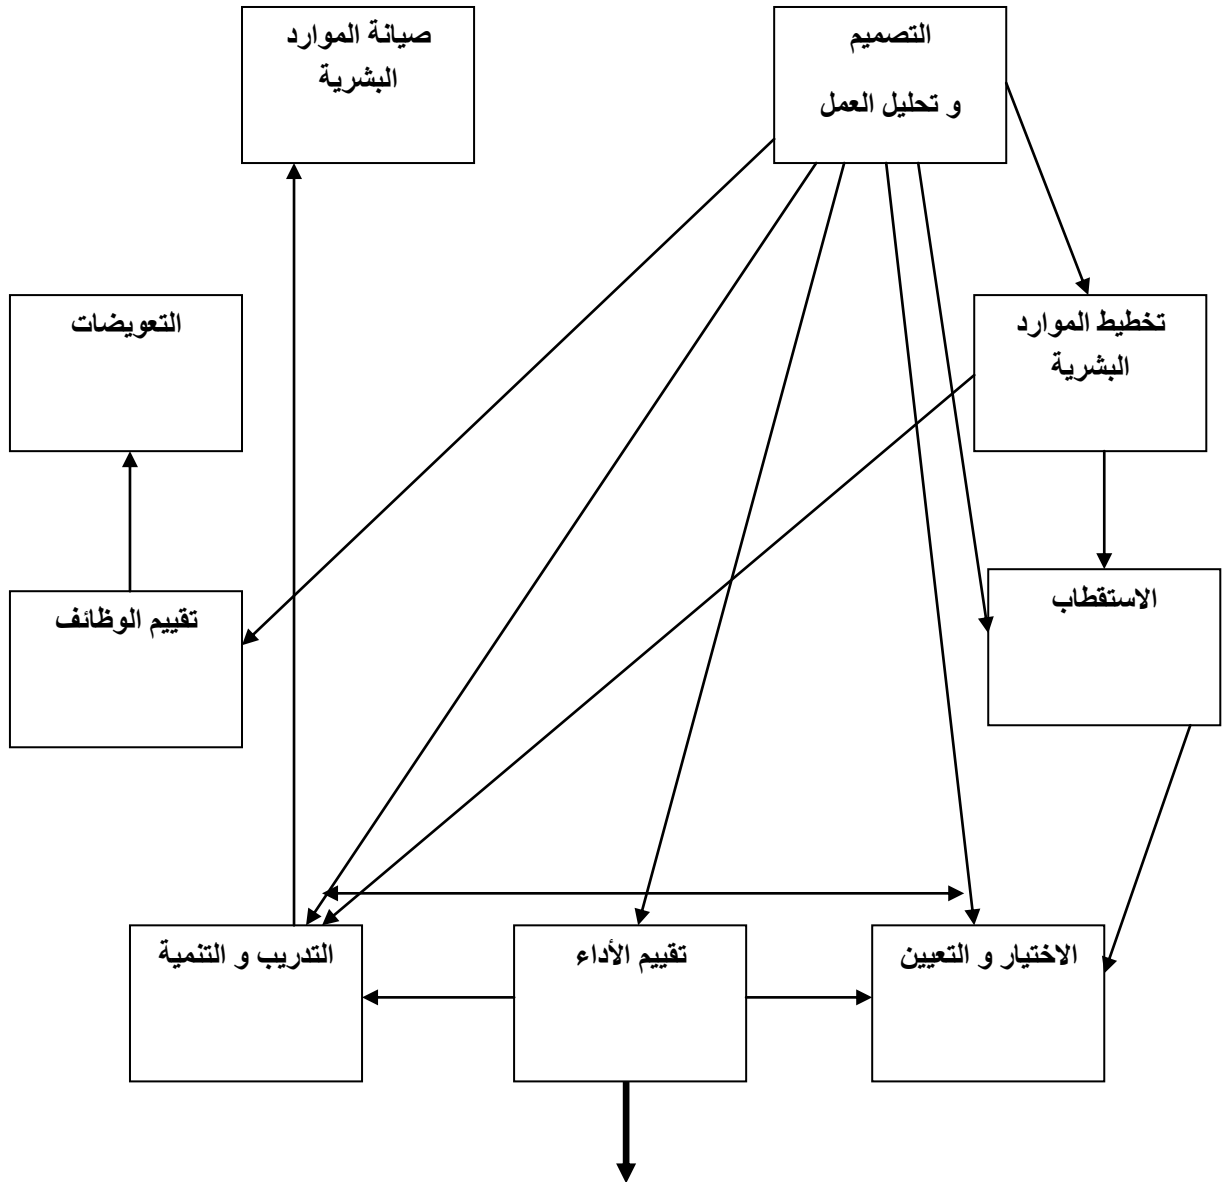 التصميم
و تحليل العمل
صيانة الموارد
البشرية
تخطيط الموارد
البشرية
التعويضات
الاستقطاب
تقييم الوظائف
الاختيار و التعيين
تقييم الأداء
التدريب و التنمية